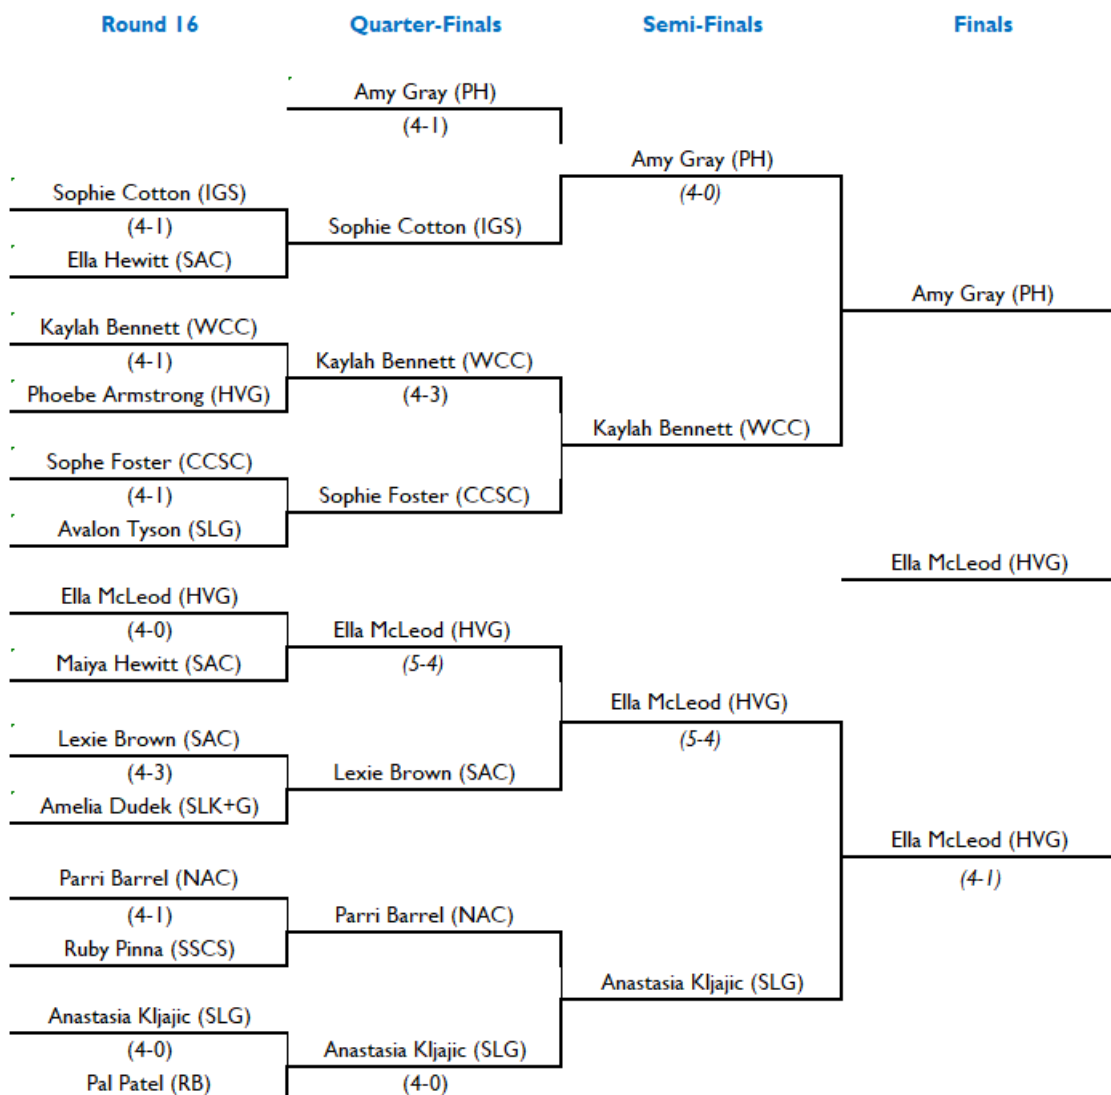 Round 16 Quarter-Finals Semi-Finals Finals
Amy Gray (PH)
(4-1)
Amy Gray (PH)
(4-0)
Sophie Cotton (IGS)
(4-1)
Sophie Cotton (IGS)
Ella Hewitt (SAC)
Amy Gray (PH)
Kaylah Bennett (WCC)
(4-1)
Kaylah Bennett (WCC)
Phoebe Armstrong (HVG)
(4-3)
Kaylah Bennett (WCC)
Sophe Foster (CCSC)
(4-1)
Sophie Foster (CCSC)
Avalon Tyson (SLG)
Ella McLeod (HVG)
Ella McLeod (HVG)
(4-0)
Ella McLeod (HVG)
Maiya Hewitt (SAC)
(5-4)
Ella McLeod (HVG)
(5-4)
Lexie Brown (SAC)
(4-3)
Lexie Brown (SAC)
Amelia Dudek (SLK+G)
Ella McLeod (HVG)
(4-1)
Parri Barrel (NAC)
(4-1)
Parri Barrel (NAC)
Ruby Pinna (SSCS)
Anastasia Kljajic (SLG)
Anastasia Kljajic (SLG)
(4-0)
Anastasia Kljajic (SLG)
Pal Patel (RB)
(4-0)